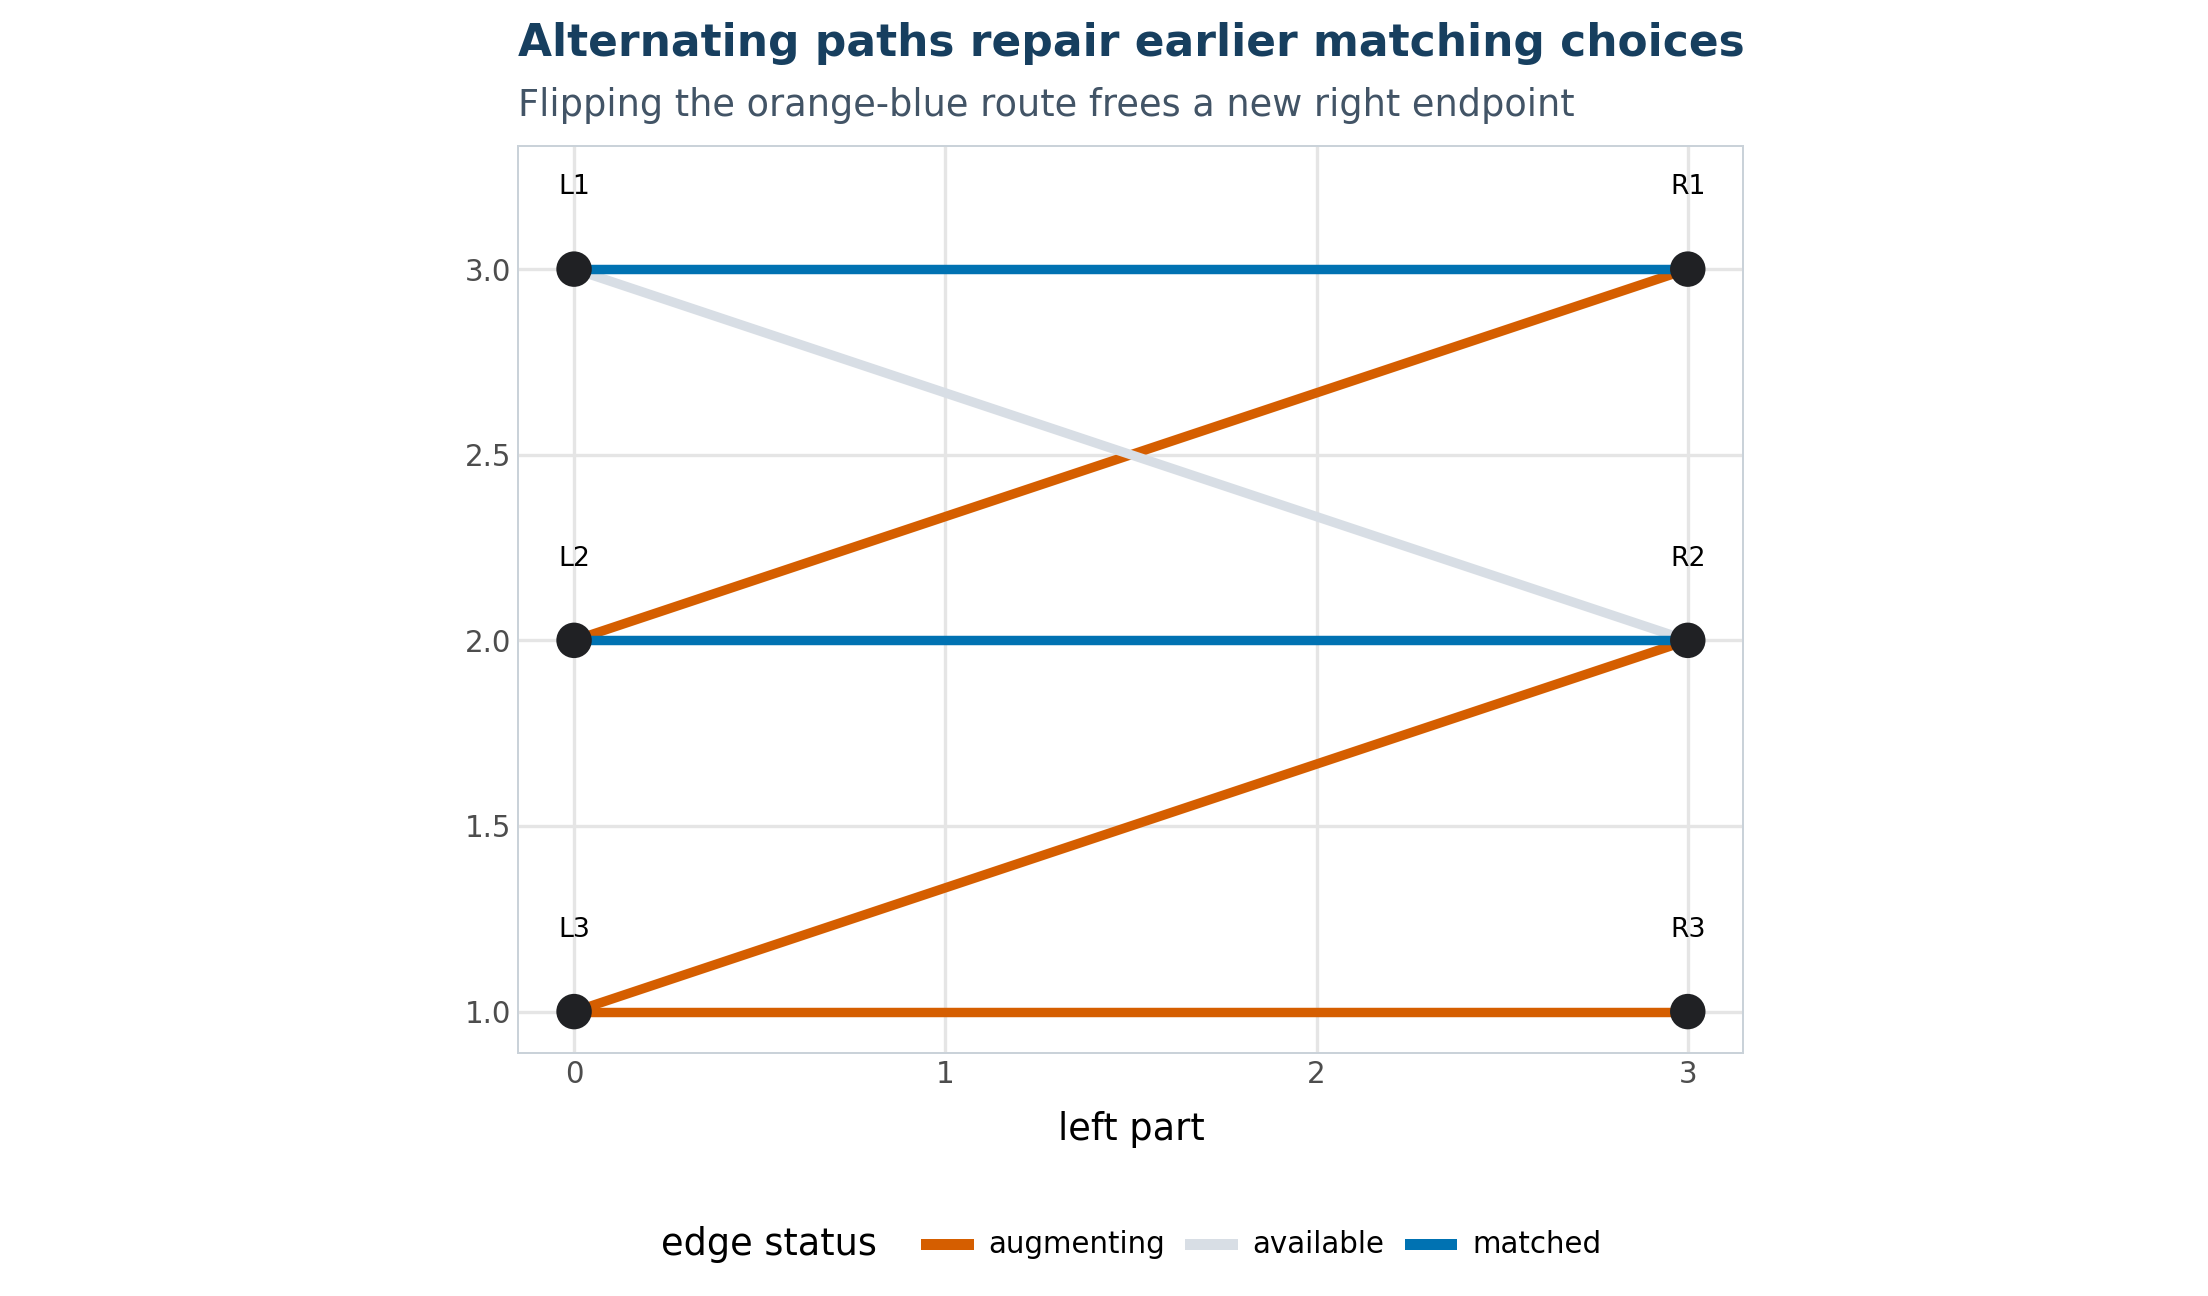 Alternating paths repair earlier matching choices
Flipping the orange-blue route frees a new right endpoint
L1 R1
3.0
2.5
L2 R2
2.0
1.5
L3 R3
1.0
0 1 2 3
left part
edge status augmenting available matched